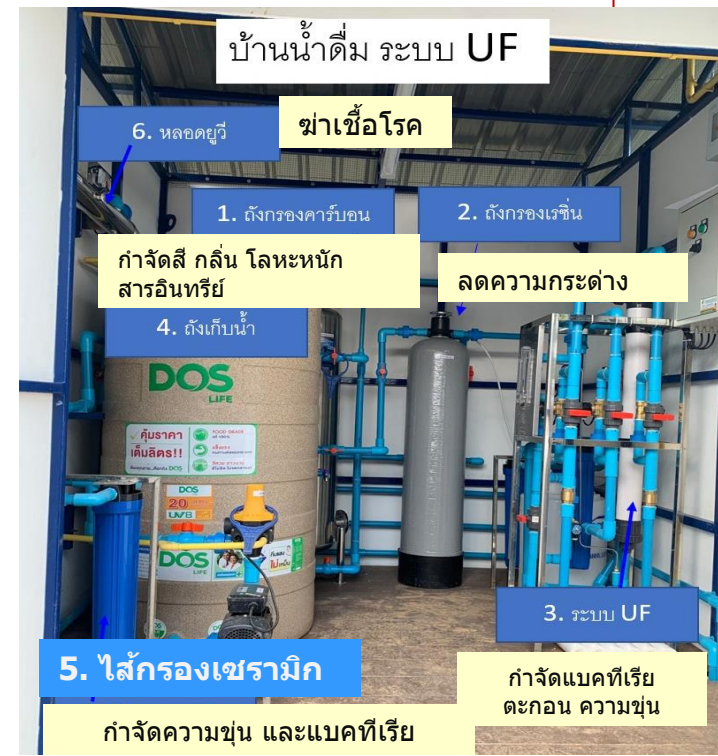 บ้านน้ำดื่ม ระบบ UF
6. หลอดยูวี
ฆ่าเชื้อโรค
1. ถังกรองคาร์บอน
2. ถังกรองเรซิ่น
กำจัดสี กลิ่น โลหะหนัก
สารอินทรีย์
ลดความกระด่าง
4. ถังเก็บน้ำ
DOS
LIFE
คุ้มราคา
เต็มลิตร!!
FOOD GRADE
DOS
20
UVB
DOS
LIFE
3. ระบบ UF
5. ไส้กรองเซรามิก
กำจัดแบคทีเรีย
ตะกอน ความขุ่น
กำจัดความขุ่น และแบคทีเรีย